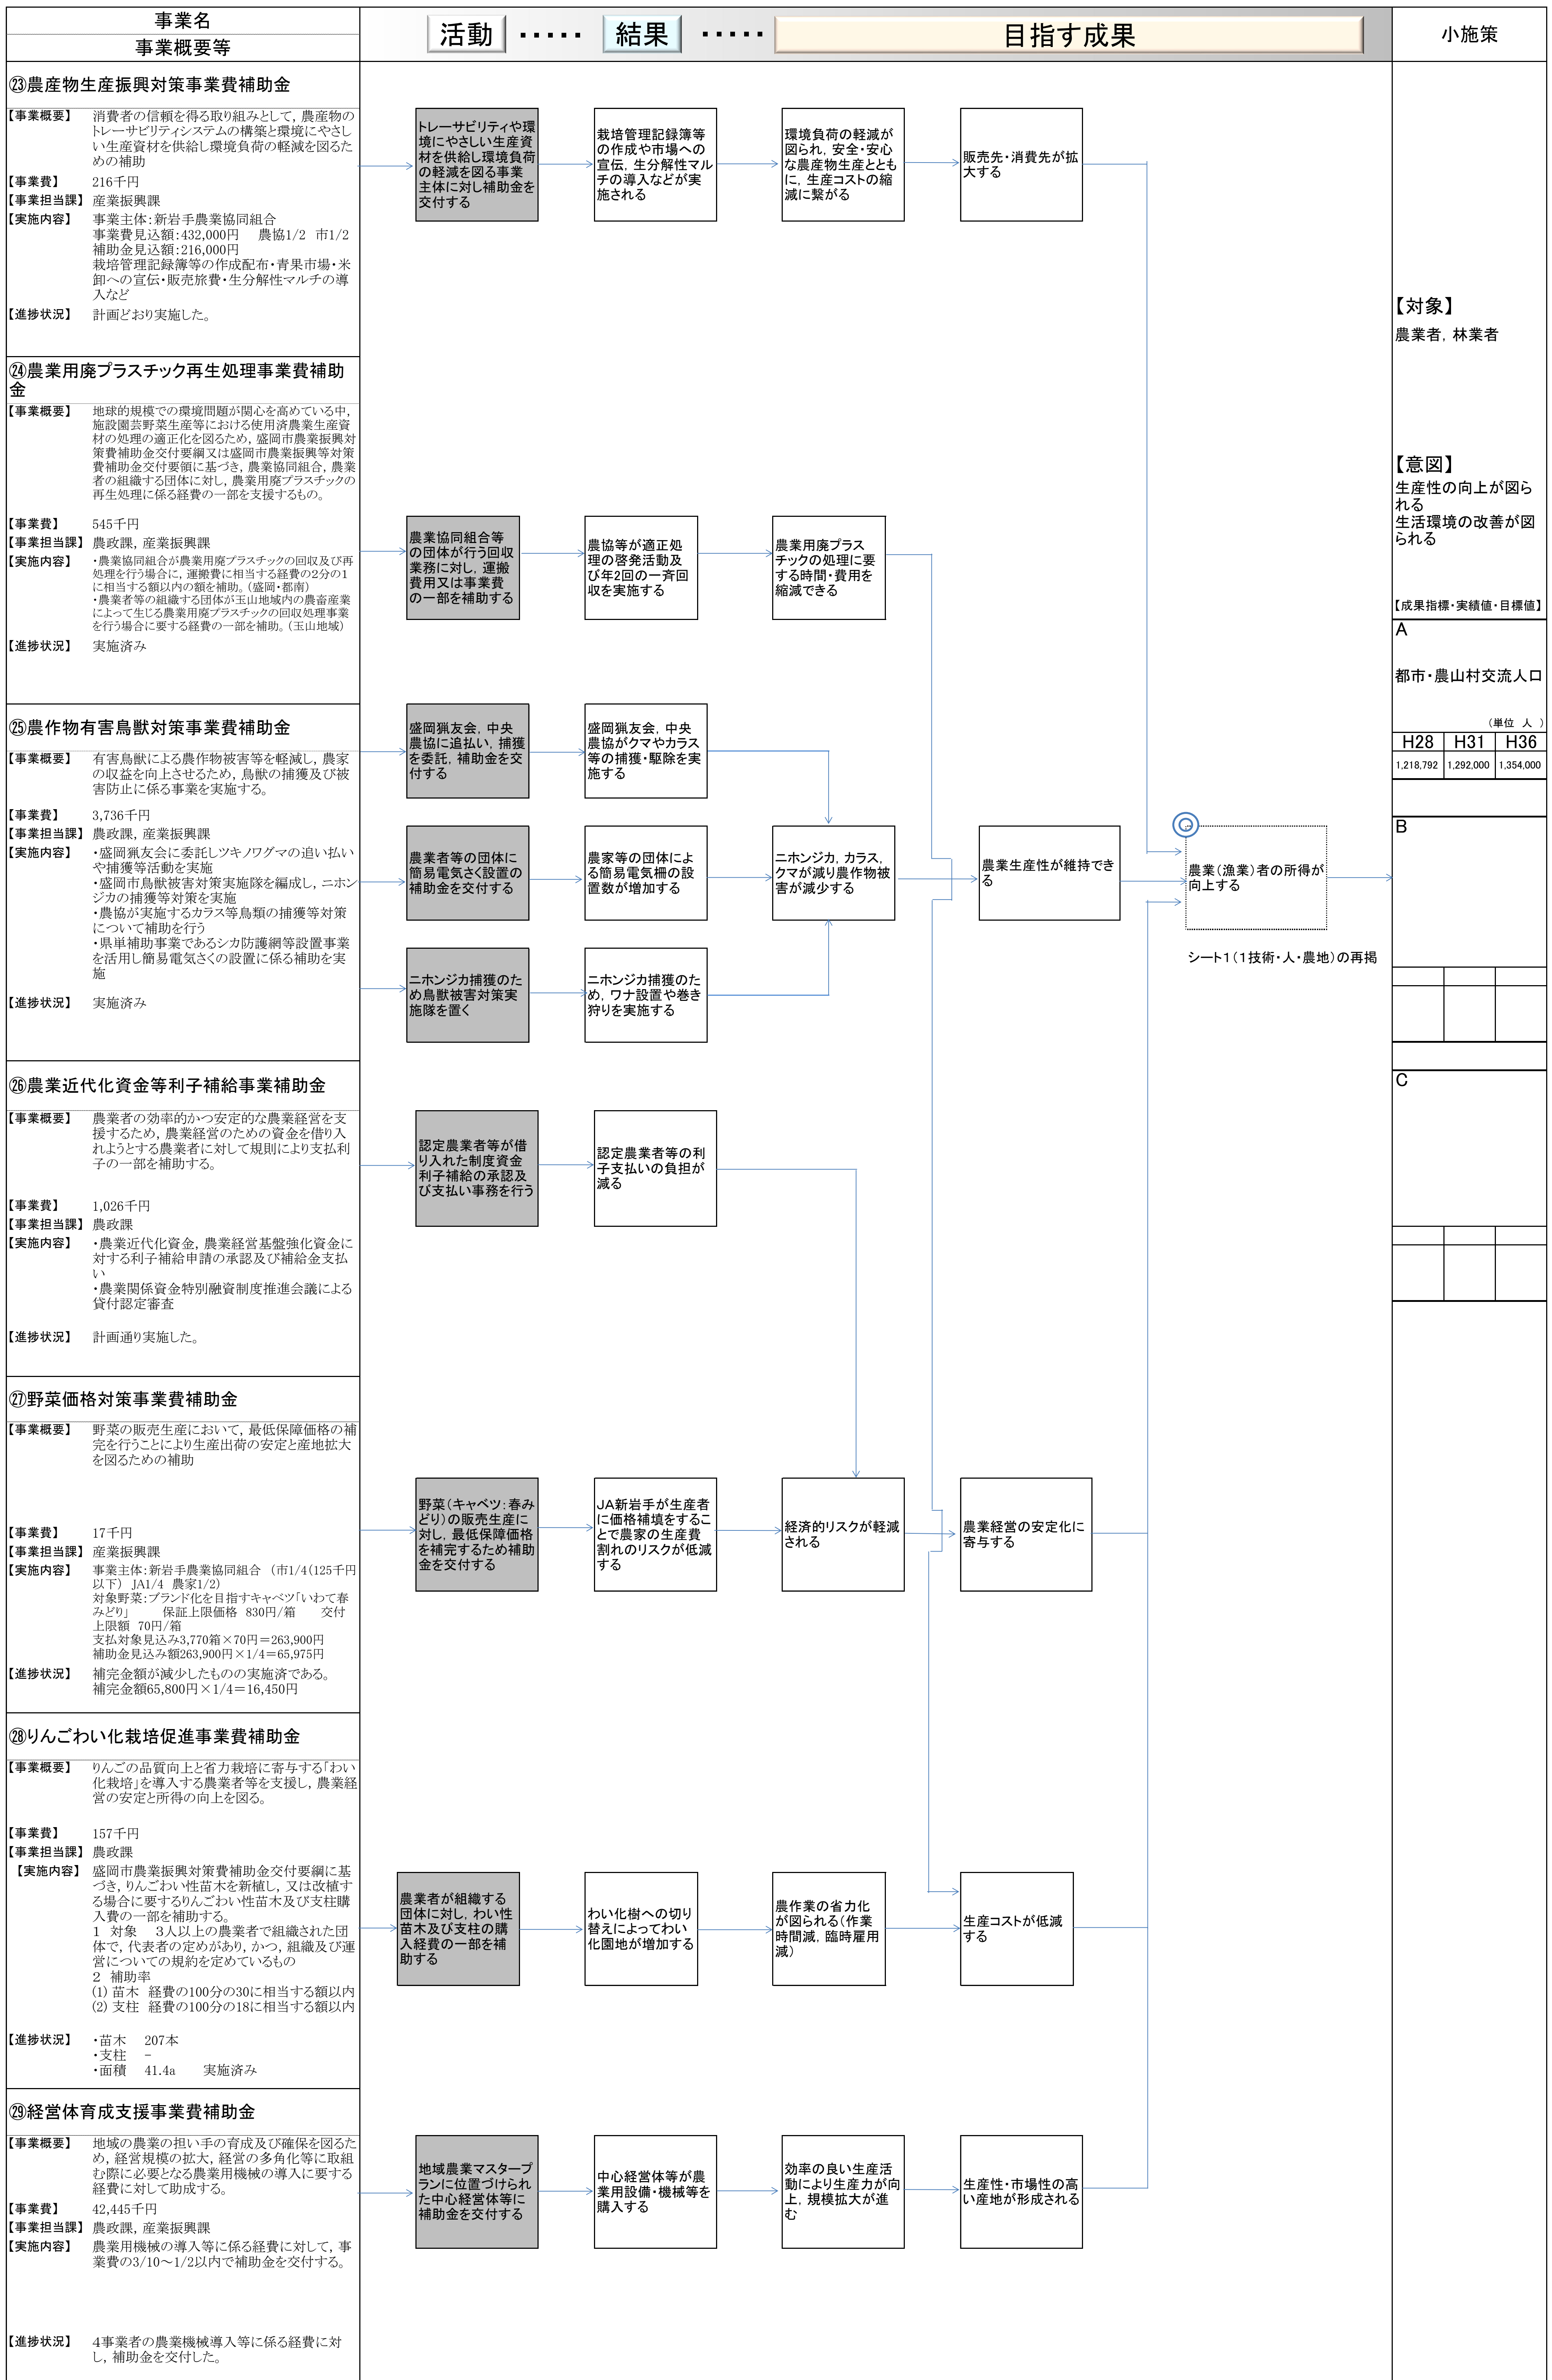 事業名
事業概要等
活動 ・・・・・ 結果 ・・・・・ 目指す成果
小施策
㉓農産物生産振興対策事業費補助金
【事業概要】 消費者の信頼を得る取り組みとして，農産物の
トレーサビリティシステムの構築と環境にやさし
い生産資材を供給し環境負荷の軽減を図るた
めの補助
【事業費】 216千円
【事業担当課】 産業振興課
【実施内容】 事業主体：新岩手農業協同組合
事業費見込額：432,000円 農協1/2 市1/2
補助金見込額：216,000円
栽培管理記録簿等の作成配布・青果市場・米
卸への宣伝・販売旅費・生分解性マルチの導
入など
【進捗状況】 計画どおり実施した。
トレーサビリティや環
境にやさしい生産資
材を供給し環境負荷
の軽減を図る事業
主体に対し補助金を
交付する
栽培管理記録簿等
の作成や市場への
宣伝，生分解性マル
チの導入などが実
施される
環境負荷の軽減が
図られ，安全・安心
な農産物生産ととも
に，生産コストの縮
減に繋がる
販売先・消費先が拡
大する
㉔農業用廃プラスチック再生処理事業費補助
金
【事業概要】 地球的規模での環境問題が関心を高めている中，
施設園芸野菜生産等における使用済農業生産資
材の処理の適正化を図るため，盛岡市農業振興対
策費補助金交付要綱又は盛岡市農業振興等対策
費補助金交付要領に基づき，農業協同組合，農業
者の組織する団体に対し，農業用廃プラスチックの
再生処理に係る経費の一部を支援するもの。
【事業費】 545千円
【事業担当課】 農政課，産業振興課
【実施内容】 ・農業協同組合が農業用廃プラスチックの回収及び再
処理を行う場合に，運搬費に相当する経費の2分の1
に相当する額以内の額を補助。（盛岡・都南）
・農業者等の組織する団体が玉山地域内の農畜産業
によって生じる農業用廃プラスチックの回収処理事業
を行う場合に要する経費の一部を補助。（玉山地域）
【進捗状況】 実施済み
農業協同組合等
の団体が行う回収
業務に対し，運搬
費用又は事業費
の一部を補助する
農協等が適正処
理の啓発活動及
び年2回の一斉回
収を実施する
農業用廃プラス
チックの処理に要
する時間・費用を
縮減できる
㉕農作物有害鳥獣対策事業費補助金
【事業概要】 有害鳥獣による農作物被害等を軽減し，農家
の収益を向上させるため，鳥獣の捕獲及び被
害防止に係る事業を実施する。
【事業費】 3,736千円
【事業担当課】 農政課，産業振興課
【実施内容】 ・盛岡猟友会に委託しツキノワグマの追い払い
や捕獲等活動を実施
・盛岡市鳥獣被害対策実施隊を編成し，ニホン
ジカの捕獲等対策を実施
・農協が実施するカラス等鳥類の捕獲等対策
について補助を行う
・県単補助事業であるシカ防護網等設置事業
を活用し簡易電気さくの設置に係る補助を実
施
【進捗状況】 実施済み
盛岡猟友会，中央
農協に追払い，捕獲
を委託，補助金を交
付する
盛岡猟友会，中央
農協がクマやカラス
等の捕獲・駆除を実
施する
農業者等の団体に
簡易電気さく設置の
補助金を交付する
農家等の団体によ
る簡易電気柵の設
置数が増加する
ニホンジカ，カラス，
クマが減り農作物被
害が減少する
農業生産性が維持でき
る
◎
農業（漁業）者の所得が
向上する
シート1（1技術・人・農地）の再掲
ニホンジカ捕獲のた
め鳥獣被害対策実
施隊を置く
ニホンジカ捕獲のた
め，ワナ設置や巻き
狩りを実施する
㉖農業近代化資金等利子補給事業補助金
【事業概要】 農業者の効率的かつ安定的な農業経営を支
援するため，農業経営のための資金を借り入
れようとする農業者に対して規則により支払利
子の一部を補助する。
【事業費】 1,026千円
【事業担当課】 農政課
【実施内容】 ・農業近代化資金，農業経営基盤強化資金に
対する利子補給申請の承認及び補給金支払
い
・農業関係資金特別融資制度推進会議による
貸付認定審査
【進捗状況】 計画通り実施した。
認定農業者等が借
り入れた制度資金
利子補給の承認及
び支払い事務を行う
認定農業者等の利
子支払いの負担が
減る
㉗野菜価格対策事業費補助金
【事業概要】 野菜の販売生産において，最低保障価格の補
完を行うことにより生産出荷の安定と産地拡大
を図るための補助
【事業費】 17千円
【事業担当課】 産業振興課
【実施内容】 事業主体：新岩手農業協同組合 （市1/4（125千円
以下） JA1/4 農家1/2）
対象野菜：ブランド化を目指すキャベツ「いわて春
みどり」 保証上限価格 830円/箱 交付
上限額 70円/箱
支払対象見込み3,770箱×70円＝263,900円
補助金見込み額263,900円×1/4＝65,975円
【進捗状況】 補完金額が減少したものの実施済である。
補完金額65,800円×1/4＝16,450円
野菜（キャベツ：春み
どり）の販売生産に
対し，最低保障価格
を補完するため補助
金を交付する
JA新岩手が生産者
に価格補填をするこ
とで農家の生産費
割れのリスクが低減
する
経済的リスクが軽減
される
農業経営の安定化に
寄与する
㉘りんごわい化栽培促進事業費補助金
【事業概要】 りんごの品質向上と省力栽培に寄与する「わい
化栽培」を導入する農業者等を支援し，農業経
営の安定と所得の向上を図る。
【事業費】 157千円
【事業担当課】 農政課
【実施内容】 盛岡市農業振興対策費補助金交付要綱に基
づき，りんごわい性苗木を新植し，又は改植す
る場合に要するりんごわい性苗木及び支柱購
入費の一部を補助する。
1 対象 3人以上の農業者で組織された団
体で，代表者の定めがあり，かつ，組織及び運
営についての規約を定めているもの
2 補助率
(1) 苗木 経費の100分の30に相当する額以内
(2) 支柱 経費の100分の18に相当する額以内
【進捗状況】 ・苗木 207本
・支柱 －
・面積 41.4a 実施済み
農業者が組織する
団体に対し，わい性
苗木及び支柱の購
入経費の一部を補
助する
わい化樹への切り
替えによってわい
化園地が増加する
農作業の省力化
が図られる（作業
時間減，臨時雇用
減）
生産コストが低減
する
㉙経営体育成支援事業費補助金
【事業概要】 地域の農業の担い手の育成及び確保を図るた
め，経営規模の拡大，経営の多角化等に取組
む際に必要となる農業用機械の導入に要する
経費に対して助成する。
【事業費】 42,445千円
【事業担当課】 農政課，産業振興課
【実施内容】 農業用機械の導入等に係る経費に対して，事
業費の3/10～1/2以内で補助金を交付する。
【進捗状況】 4事業者の農業機械導入等に係る経費に対
し，補助金を交付した。
地域農業マスタープ
ランに位置づけられ
た中心経営体等に
補助金を交付する
中心経営体等が農
業用設備・機械等を
購入する
効率の良い生産活
動により生産力が向
上，規模拡大が進
む
生産性・市場性の高
い産地が形成される
【対象】
農業者，林業者
【意図】
生産性の向上が図ら
れる
生活環境の改善が図
られる
【成果指標・実績値・目標値】
A
都市・農山村交流人口
（単位 人 ）
H28 H31 H36
1,218,792 1,292,000 1,354,000
B
C